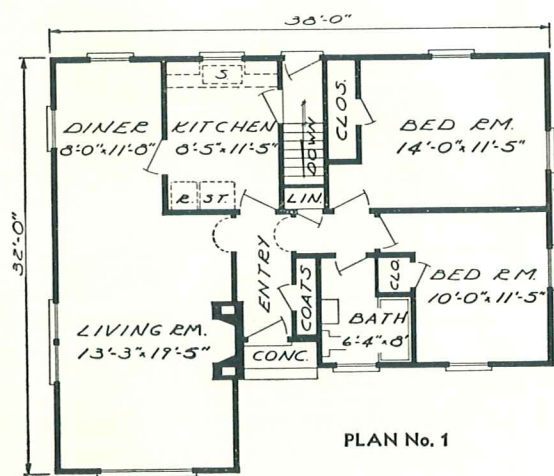 38'-0"
32'-0"
DINER
8'-0"x11'-8"
S
KITCHEN
8'-5"x11'-5"
R. ST.
DOWN
CLOS.
BED RM.
14'-0"x11'-5"
LIN.
ENTRY
COATS
CLO.
BED RM.
10'-0"x11'-5"
LIVING RM.
13'-3"x19'-5"
BATH
6'-4"x8'
CONC.
PLAN No. 1